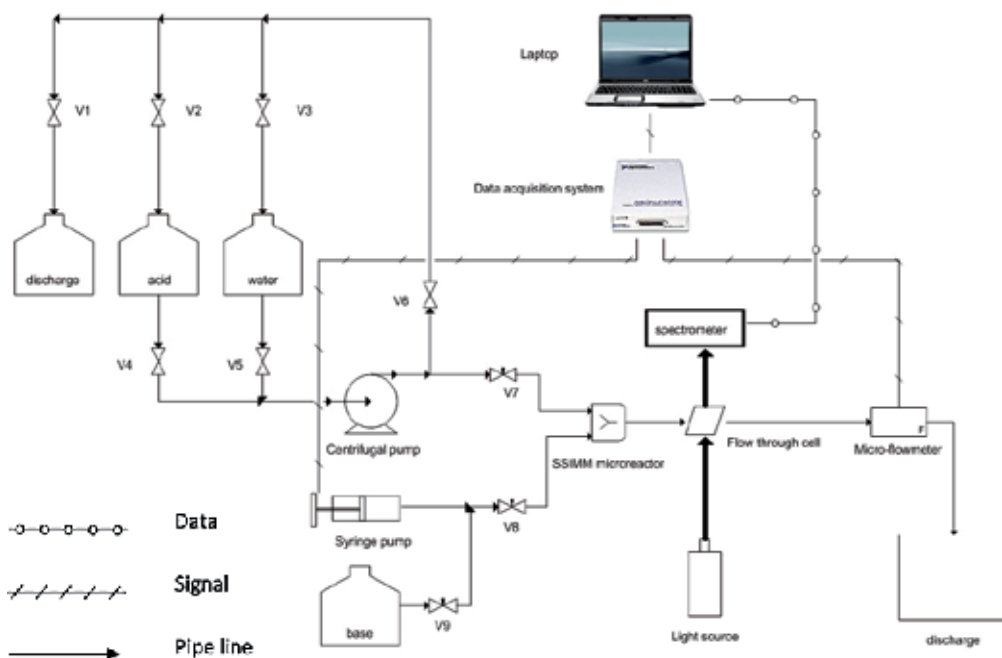 Laptop
V1
V2
V3
Data acquisition system
discharge
acid
water
V6
spectrometer
V4
V5
V7
F
Centrifugal pump
SSIMM microreactor
Flow through cell
Micro-flowmeter
Data
Syringe pump
V8
Signal
base
V9
Light source
discharge
Pipe line